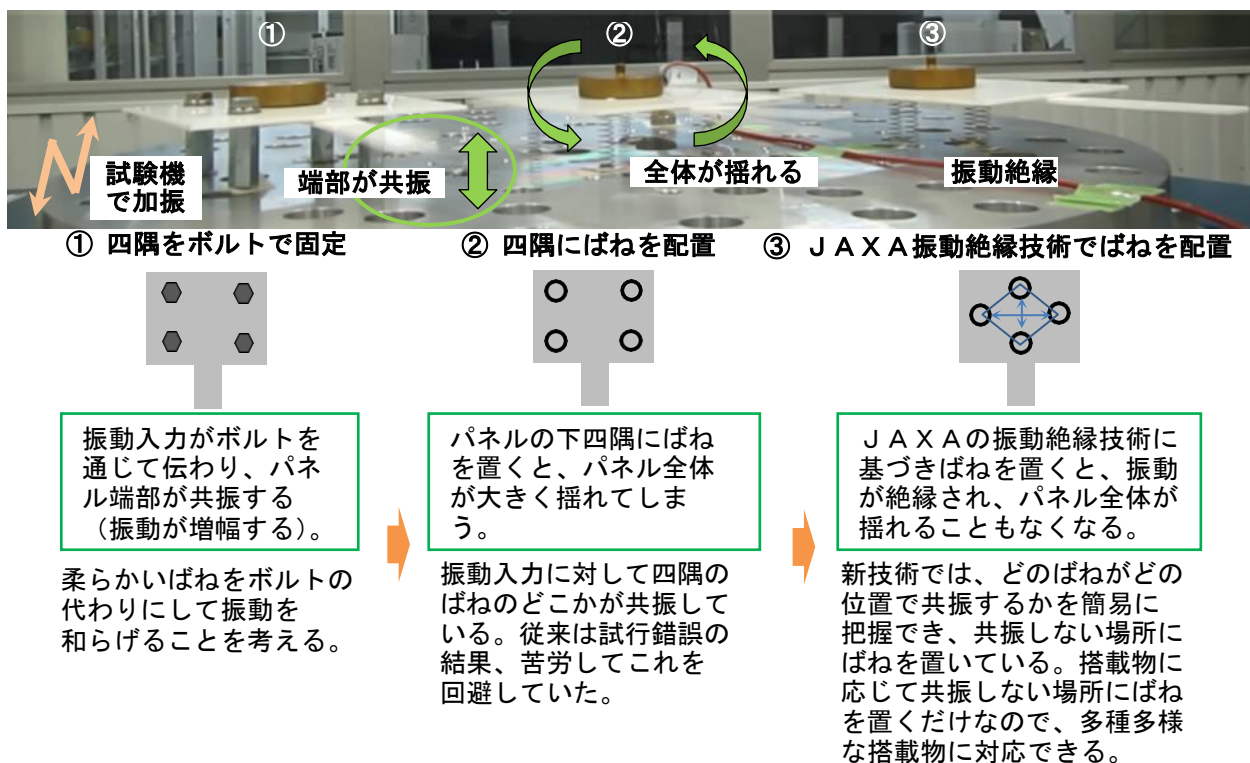 ①
②
③
試験機
で加振
端部が共振
全体が揺れる
振動絶縁
① 四隅をボルトで固定
② 四隅にばねを配置
③ ＪＡＸＡ振動絶縁技術でばねを配置
振動入力がボルトを
通じて伝わり、パネ
ル端部が共振する
（振動が増幅する）。
柔らかいばねをボルトの
代わりにして振動を
和らげることを考える。
パネルの下四隅にばね
を置くと、パネル全体
が大きく揺れてしま
う。
振動入力に対して四隅の
ばねのどこかが共振して
いる。従来は試行錯誤の
結果、苦労してこれを
回避していた。
ＪＡＸＡの振動絶縁技術に
基づきばねを置くと、振動
が絶縁され、パネル全体が
揺れることもなくなる。
新技術では、どのばねがどの
位置で共振するかを簡易に
把握でき、共振しない場所に
ばねを置いている。搭載物に
応じて共振しない場所にばね
を置くだけなので、多種多様
な搭載物に対応できる。